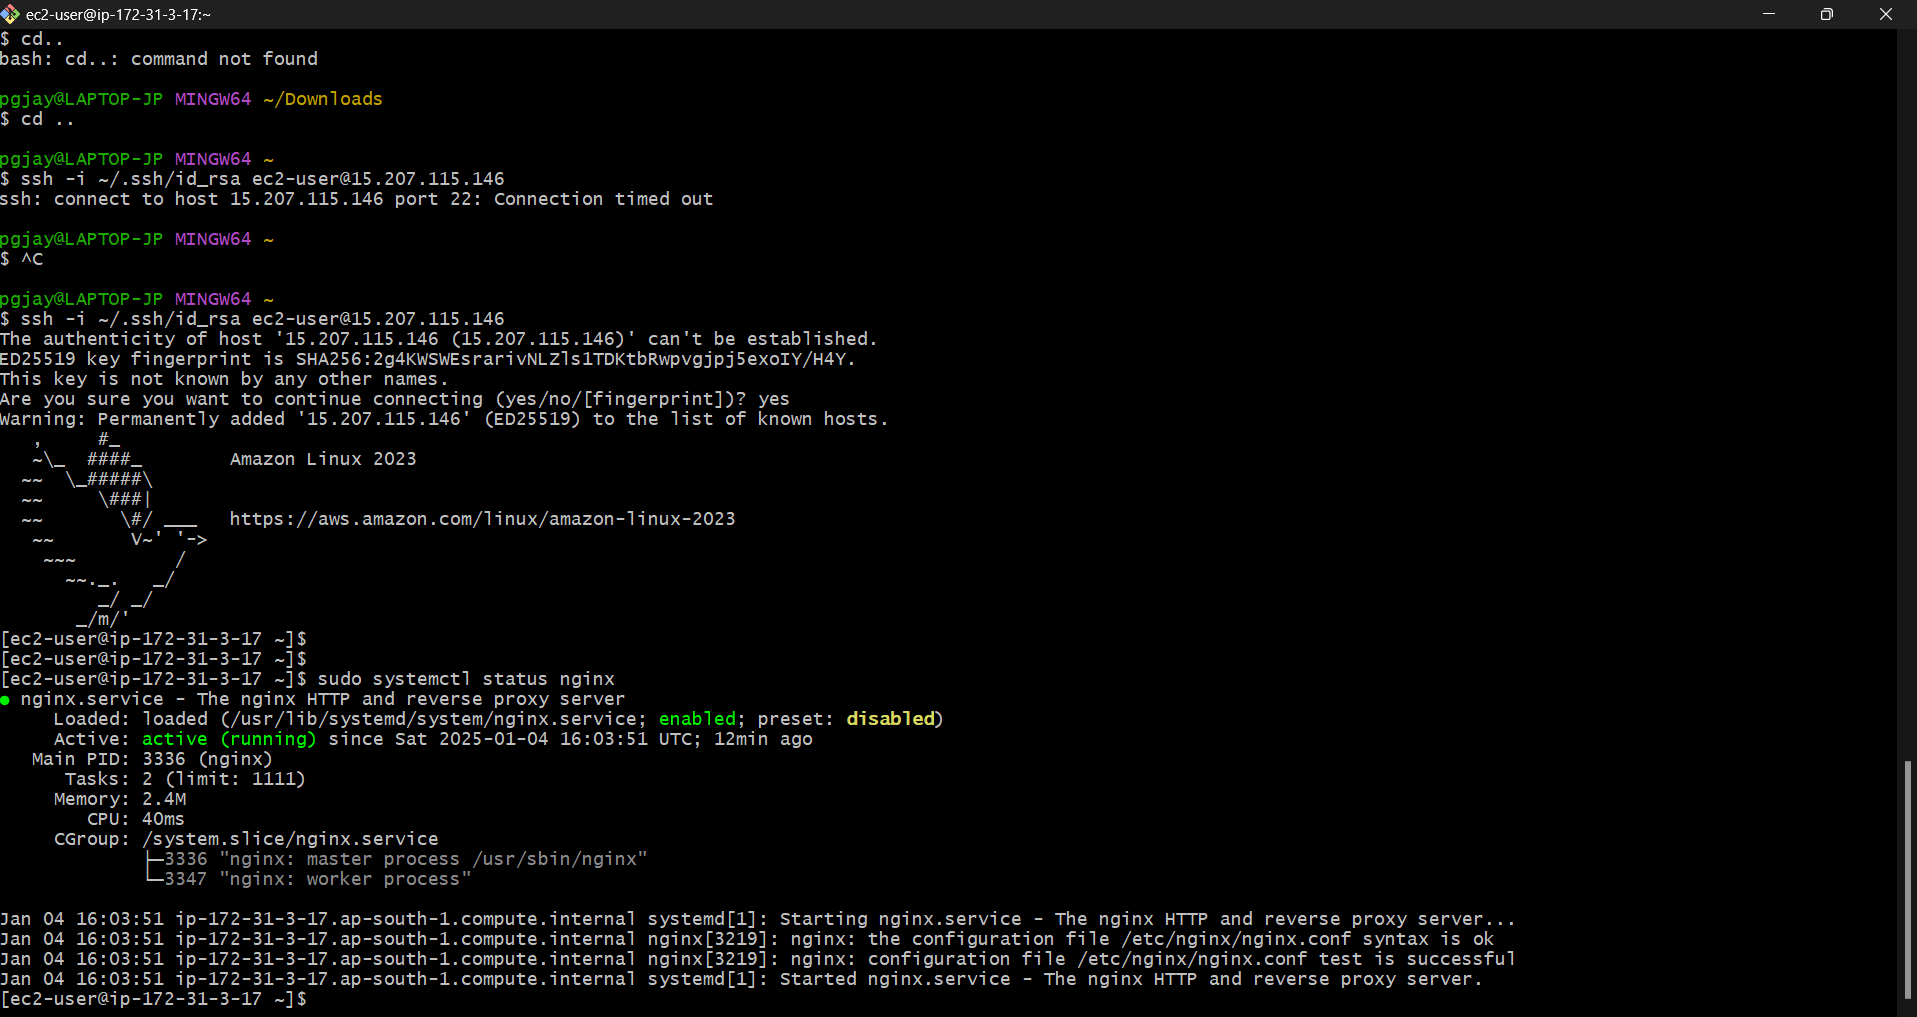 ec2-user@ip-172-31-3-17:~
$ cd..
bash: cd..: command not found
pgjay@LAPTOP-JP MINGW64 ~/Downloads
$ cd ..
pgjay@LAPTOP-JP MINGW64 ~
$ ssh -i ~/.ssh/id_rsa ec2-user@15.207.115.146
ssh: connect to host 15.207.115.146 port 22: Connection timed out
pgjay@LAPTOP-JP MINGW64 ~
$ ^C
pgjay@LAPTOP-JP MINGW64 ~
$ ssh -i ~/.ssh/id_rsa ec2-user@15.207.115.146
The authenticity of host '15.207.115.146 (15.207.115.146)' can't be established.
ED25519 key fingerprint is SHA256:2g4KWSWEsrarivNLZls1TDKtbRwpvgjpj5exoIY/H4Y.
This key is not known by any other names.
Are you sure you want to continue connecting (yes/no/[fingerprint])? yes
Warning: Permanently added '15.207.115.146' (ED25519) to the list of known hosts.
   ,     #_
   ~\_  ####_        Amazon Linux 2023
  ~~  \_#####\
  ~~     \###|
  ~~       \#/ ___   https://aws.amazon.com/linux/amazon-linux-2023
   ~~       V~' '->
    ~~~         /
      ~~._.   _/
         _/ _/
       _/m/'
[ec2-user@ip-172-31-3-17 ~]$
[ec2-user@ip-172-31-3-17 ~]$
[ec2-user@ip-172-31-3-17 ~]$ sudo systemctl status nginx
● nginx.service - The nginx HTTP and reverse proxy server
     Loaded: loaded (/usr/lib/systemd/system/nginx.service; enabled; preset: disabled)
     Active: active (running) since Sat 2025-01-04 16:03:51 UTC; 12min ago
   Main PID: 3336 (nginx)
      Tasks: 2 (limit: 1111)
     Memory: 2.4M
        CPU: 40ms
     CGroup: /system.slice/nginx.service
             ├─3336 "nginx: master process /usr/sbin/nginx"
             └─3347 "nginx: worker process"
Jan 04 16:03:51 ip-172-31-3-17.ap-south-1.compute.internal systemd[1]: Starting nginx.service - The nginx HTTP and reverse proxy server...
Jan 04 16:03:51 ip-172-31-3-17.ap-south-1.compute.internal nginx[3219]: nginx: the configuration file /etc/nginx/nginx.conf syntax is ok
Jan 04 16:03:51 ip-172-31-3-17.ap-south-1.compute.internal nginx[3219]: nginx: configuration file /etc/nginx/nginx.conf test is successful
Jan 04 16:03:51 ip-172-31-3-17.ap-south-1.compute.internal systemd[1]: Started nginx.service - The nginx HTTP and reverse proxy server.
[ec2-user@ip-172-31-3-17 ~]$